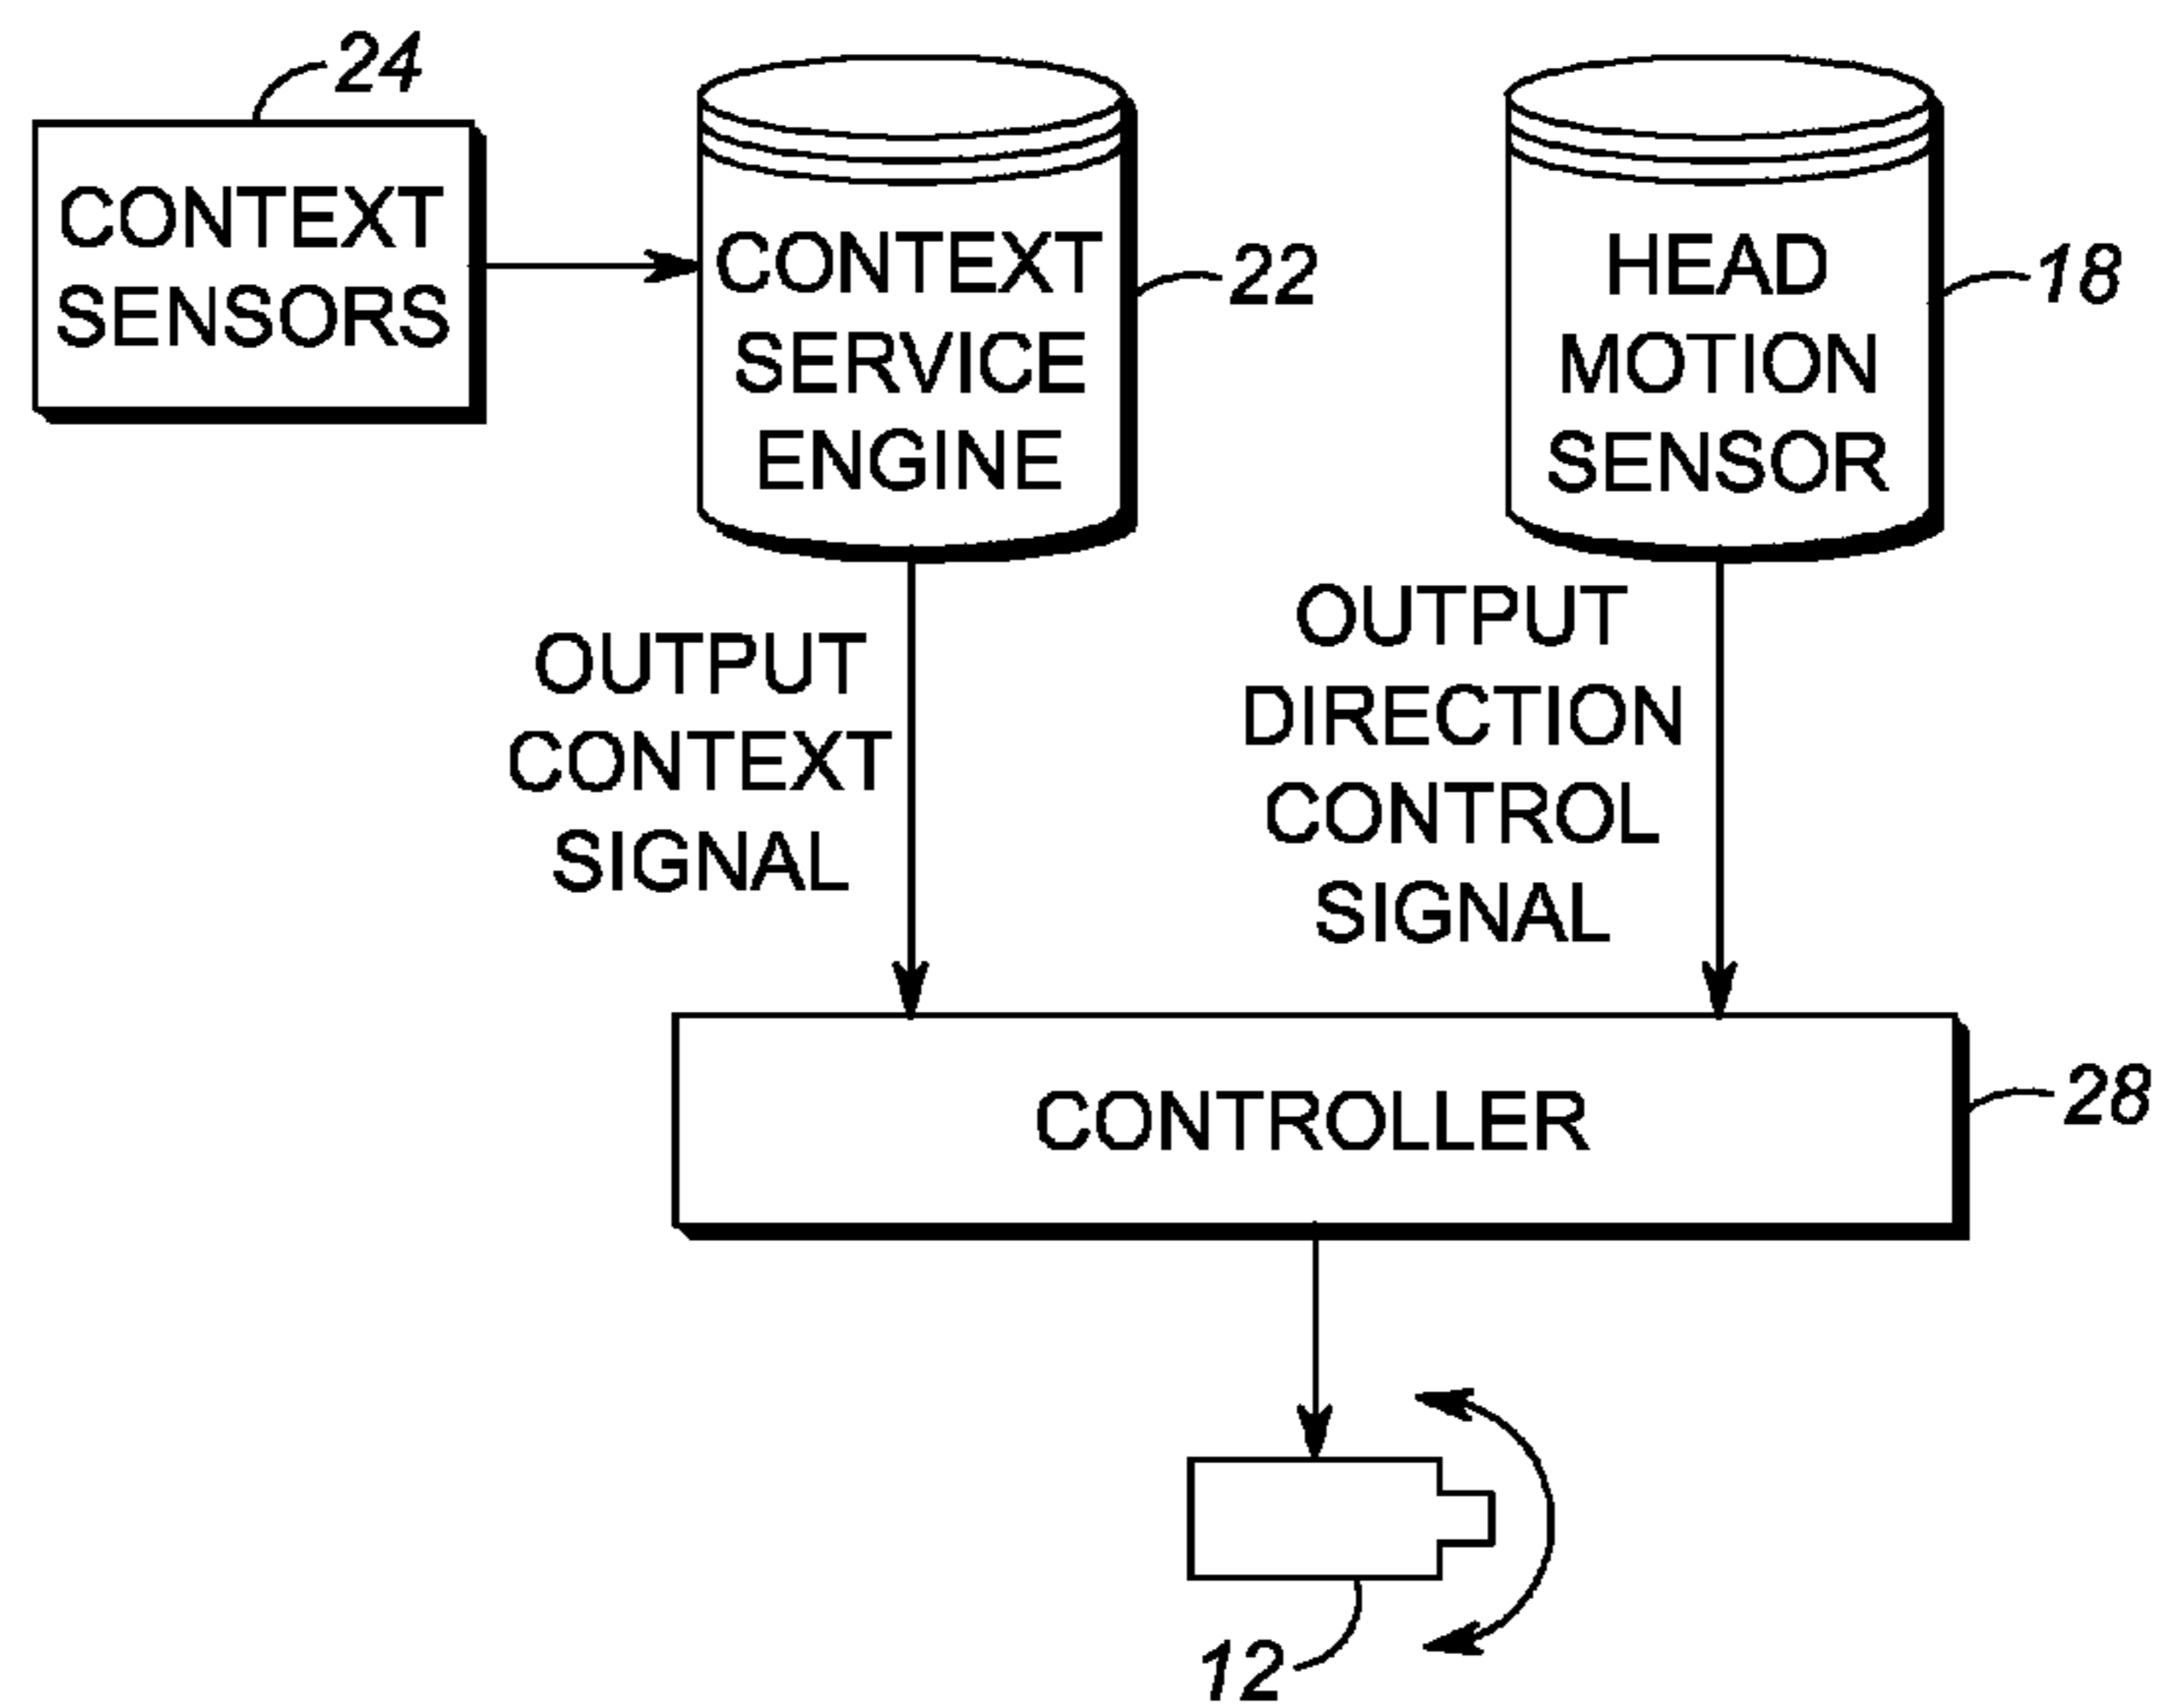 24
CONTEXT
SENSORS
CONTEXT
SERVICE
ENGINE
22
HEAD
MOTION
SENSOR
18
OUTPUT
CONTEXT
SIGNAL
OUTPUT
DIRECTION
CONTROL
SIGNAL
CONTROLLER
28
12